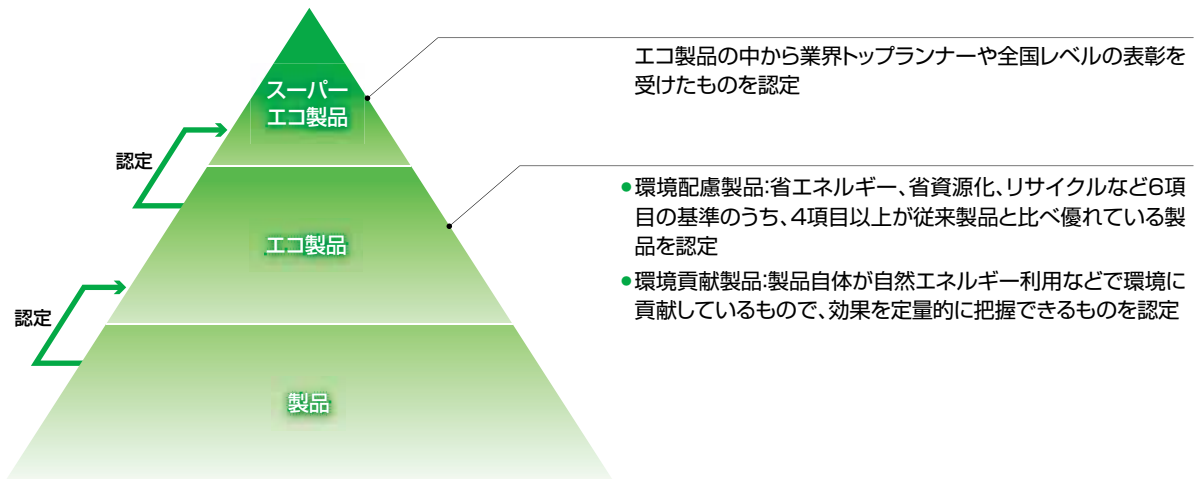 エコ製品の中から業界トップランナーや全国レベルの表彰を
受けたものを認定
スーパー
エコ製品
認定
●環境配慮製品:省エネルギー、省資源化、リサイクルなど6項
目の基準のうち、4項目以上が従来製品と比べ優れている製
品を認定
エコ製品
●環境貢献製品:製品自体が自然エネルギー利用などで環境に
貢献しているもので、効果を定量的に把握できるものを認定
認定
製品